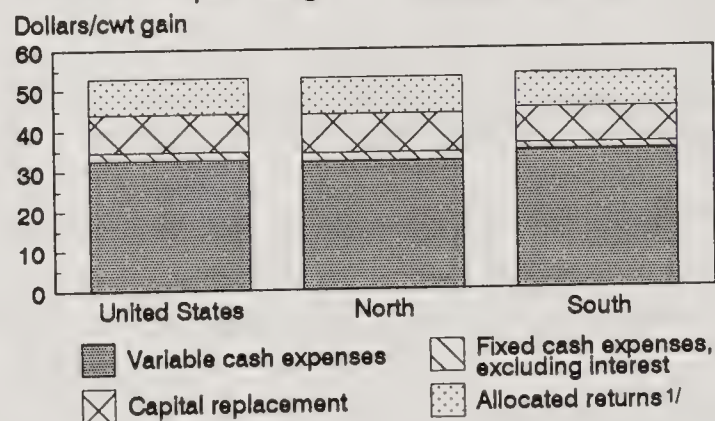 Dollars/cwt gain
60
50
40
30
20
10
0
United States North South
Variable cash expenses
Fixed cash expenses,
excluding interest
Capital replacement
Allocated returns 1/